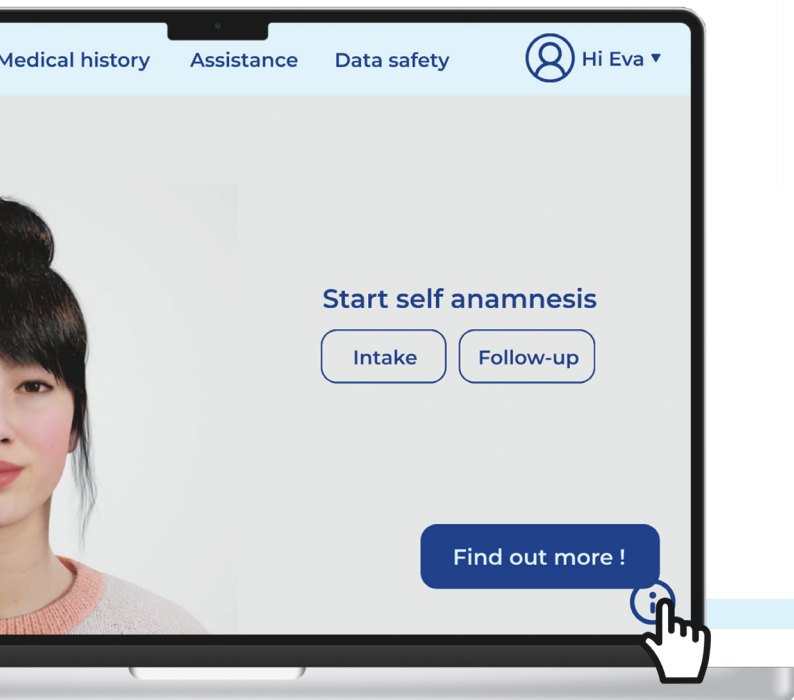 Medical history Assistance Data safety Hi Eva
Start self anamnesis
Intake Follow-up
Find out more !